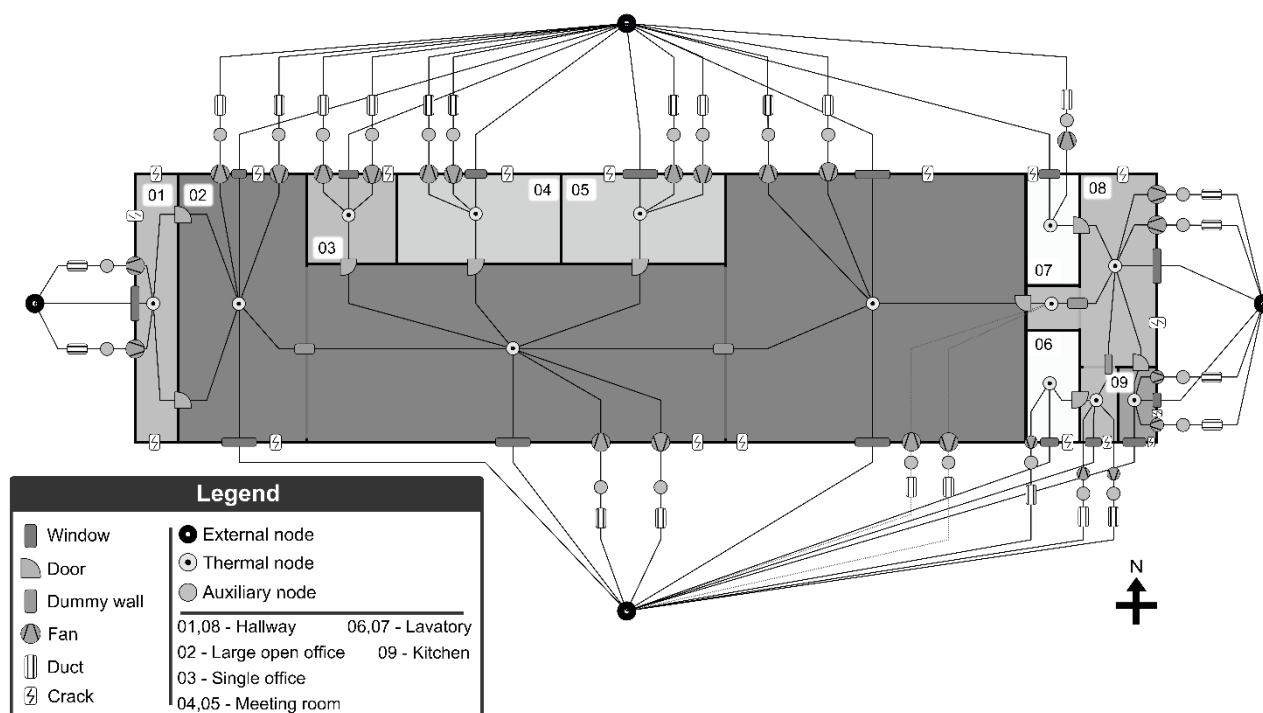 01
02
03
04
05
08
07
06
09
N
Legend
Window
Door
Dummy wall
Fan
Duct
Crack
External node
Thermal node
Auxiliary node
01,08 - Hallway 06,07 - Lavatory
02 - Large open office 09 - Kitchen
03 - Single office
04,05 - Meeting room